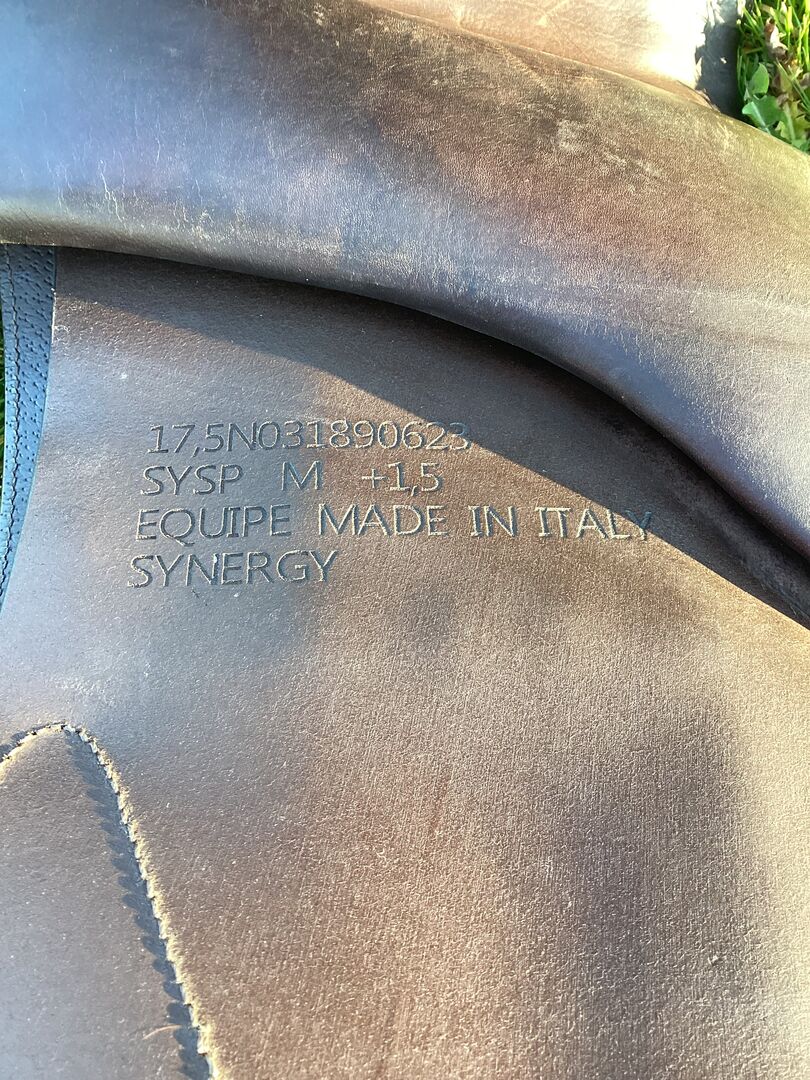 17,5N031890623
SYSP M +1,5
EQUIPE MADE IN ITALY
SYNERGY